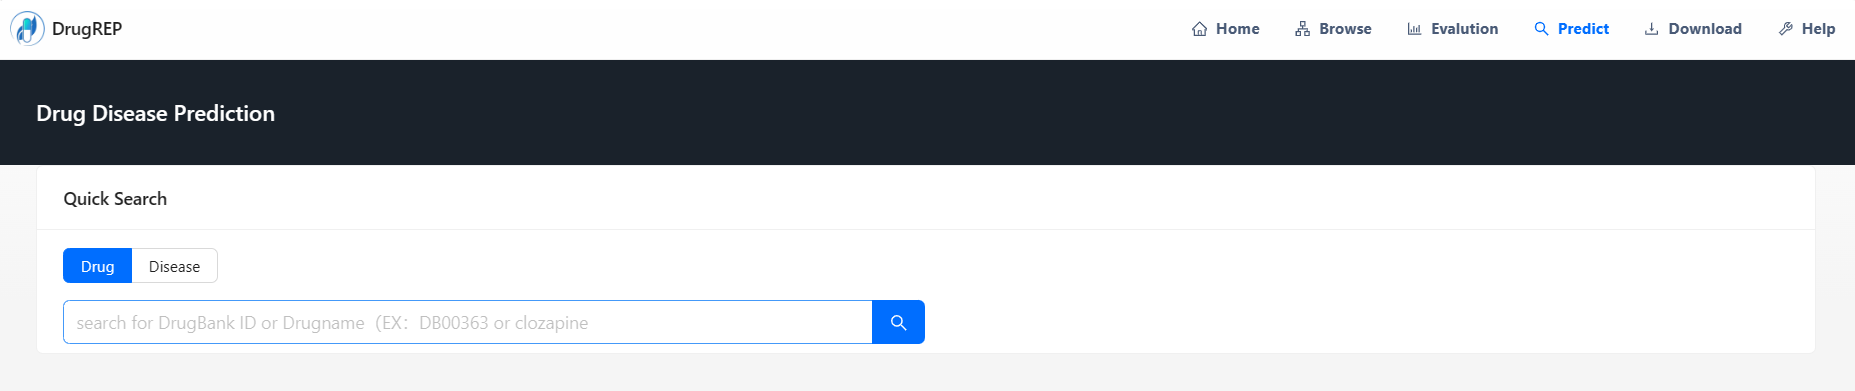 DrugREP Home Browse Evalution Predict Download Help
Drug Disease Prediction
Quick Search
Drug Disease
search for DrugBank ID or Drugname（EX：DB00363 or clozapine